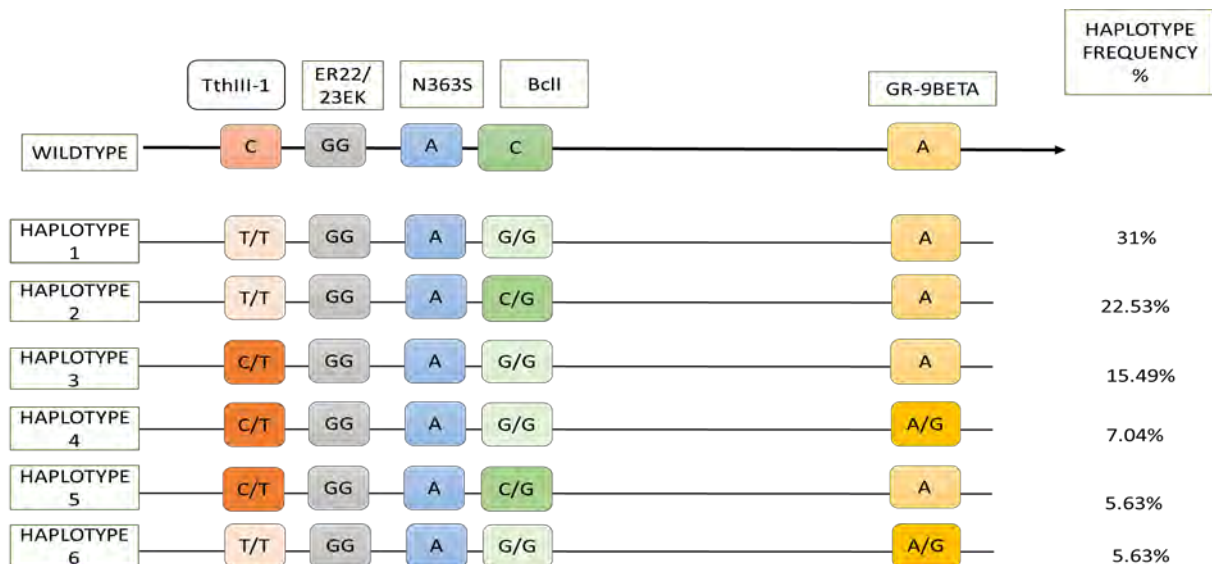 HAPLOTYPE
FREQUENCY
%
TthIII-1
ER22/
23EK
N363S
BclI
GR-9BETA
WILDTYPE
C
GG
A
C
A
HAPLOTYPE
1
T/T
GG
A
G/G
A
31%
HAPLOTYPE
2
T/T
GG
A
C/G
A
22.53%
HAPLOTYPE
3
C/T
GG
A
G/G
A
15.49%
HAPLOTYPE
4
C/T
GG
A
G/G
A/G
7.04%
HAPLOTYPE
5
C/T
GG
A
C/G
A
5.63%
HAPLOTYPE
6
T/T
GG
A
G/G
A/G
5.63%